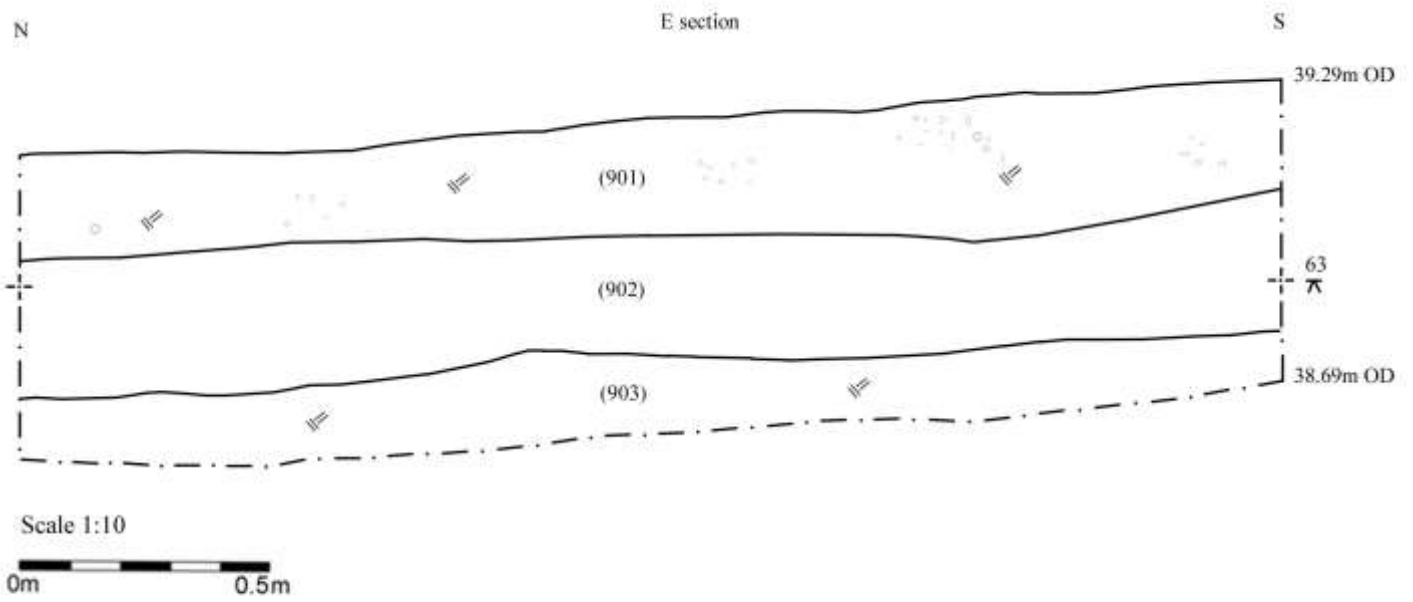 N E section S
39.29m OD
(901)
63
(902)
38.69m OD
(903)
Scale 1:10
0m 0.5m